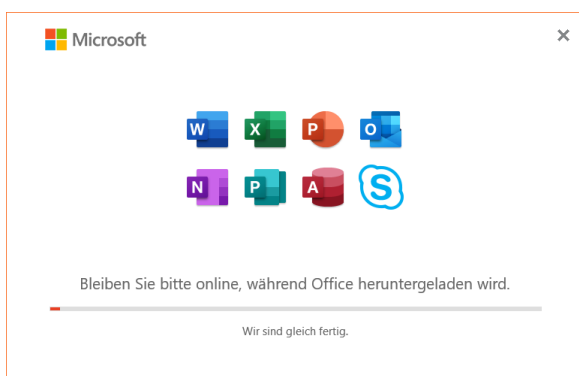 Microsoft
W X P O
N P A S
Bleiben Sie bitte online, während Office heruntergeladen wird.
Wir sind gleich fertig.